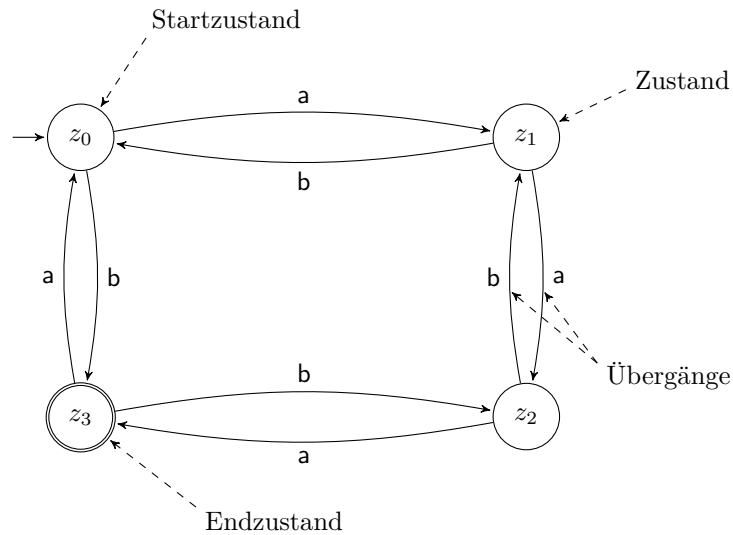 Startzustand
Zustand
z0
a
z1
b
a
b
b
a
Übergänge
z3
b
z2
a
Endzustand